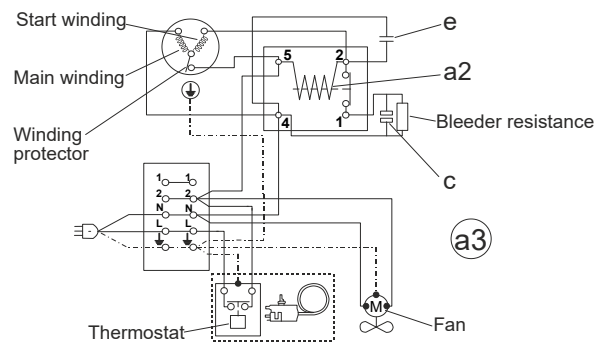 Start winding
e
5
2
a2
Main winding
Bleeder resistance
4
1
Winding
protector
c
1 1
2 2
N N
L L
a3
M
Fan
Thermostat